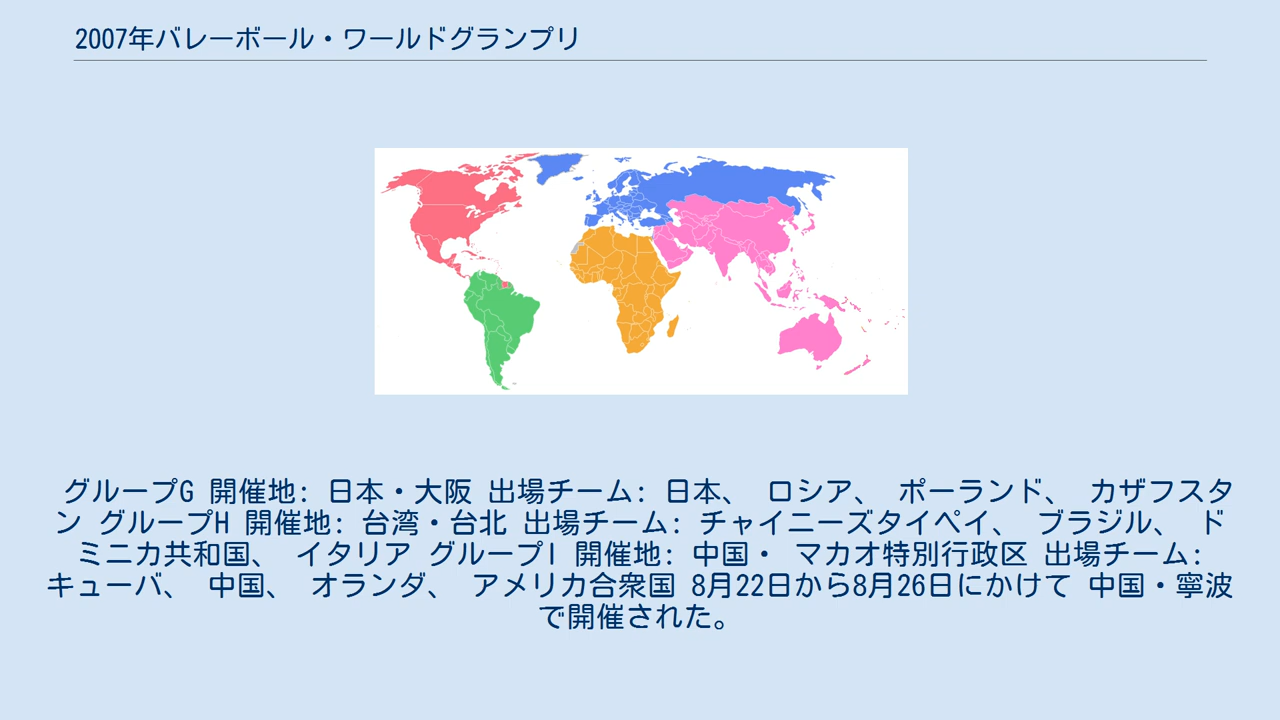 2007年バレーボール・ワールドグランプリ
グループG 開催地: 日本・大阪 出場チーム: 日本、 ロシア、 ポーランド、 カザフスタ
ン グループH 開催地: 台湾・台北 出場チーム: チャイニーズタイペイ、 ブラジル、 ド
ミニカ共和国、 イタリア グループI 開催地: 中国・ マカオ特別行政区 出場チーム:
キューバ、 中国、 オランダ、 アメリカ合衆国 8月22日から8月26日にかけて 中国・寧波
で開催された。